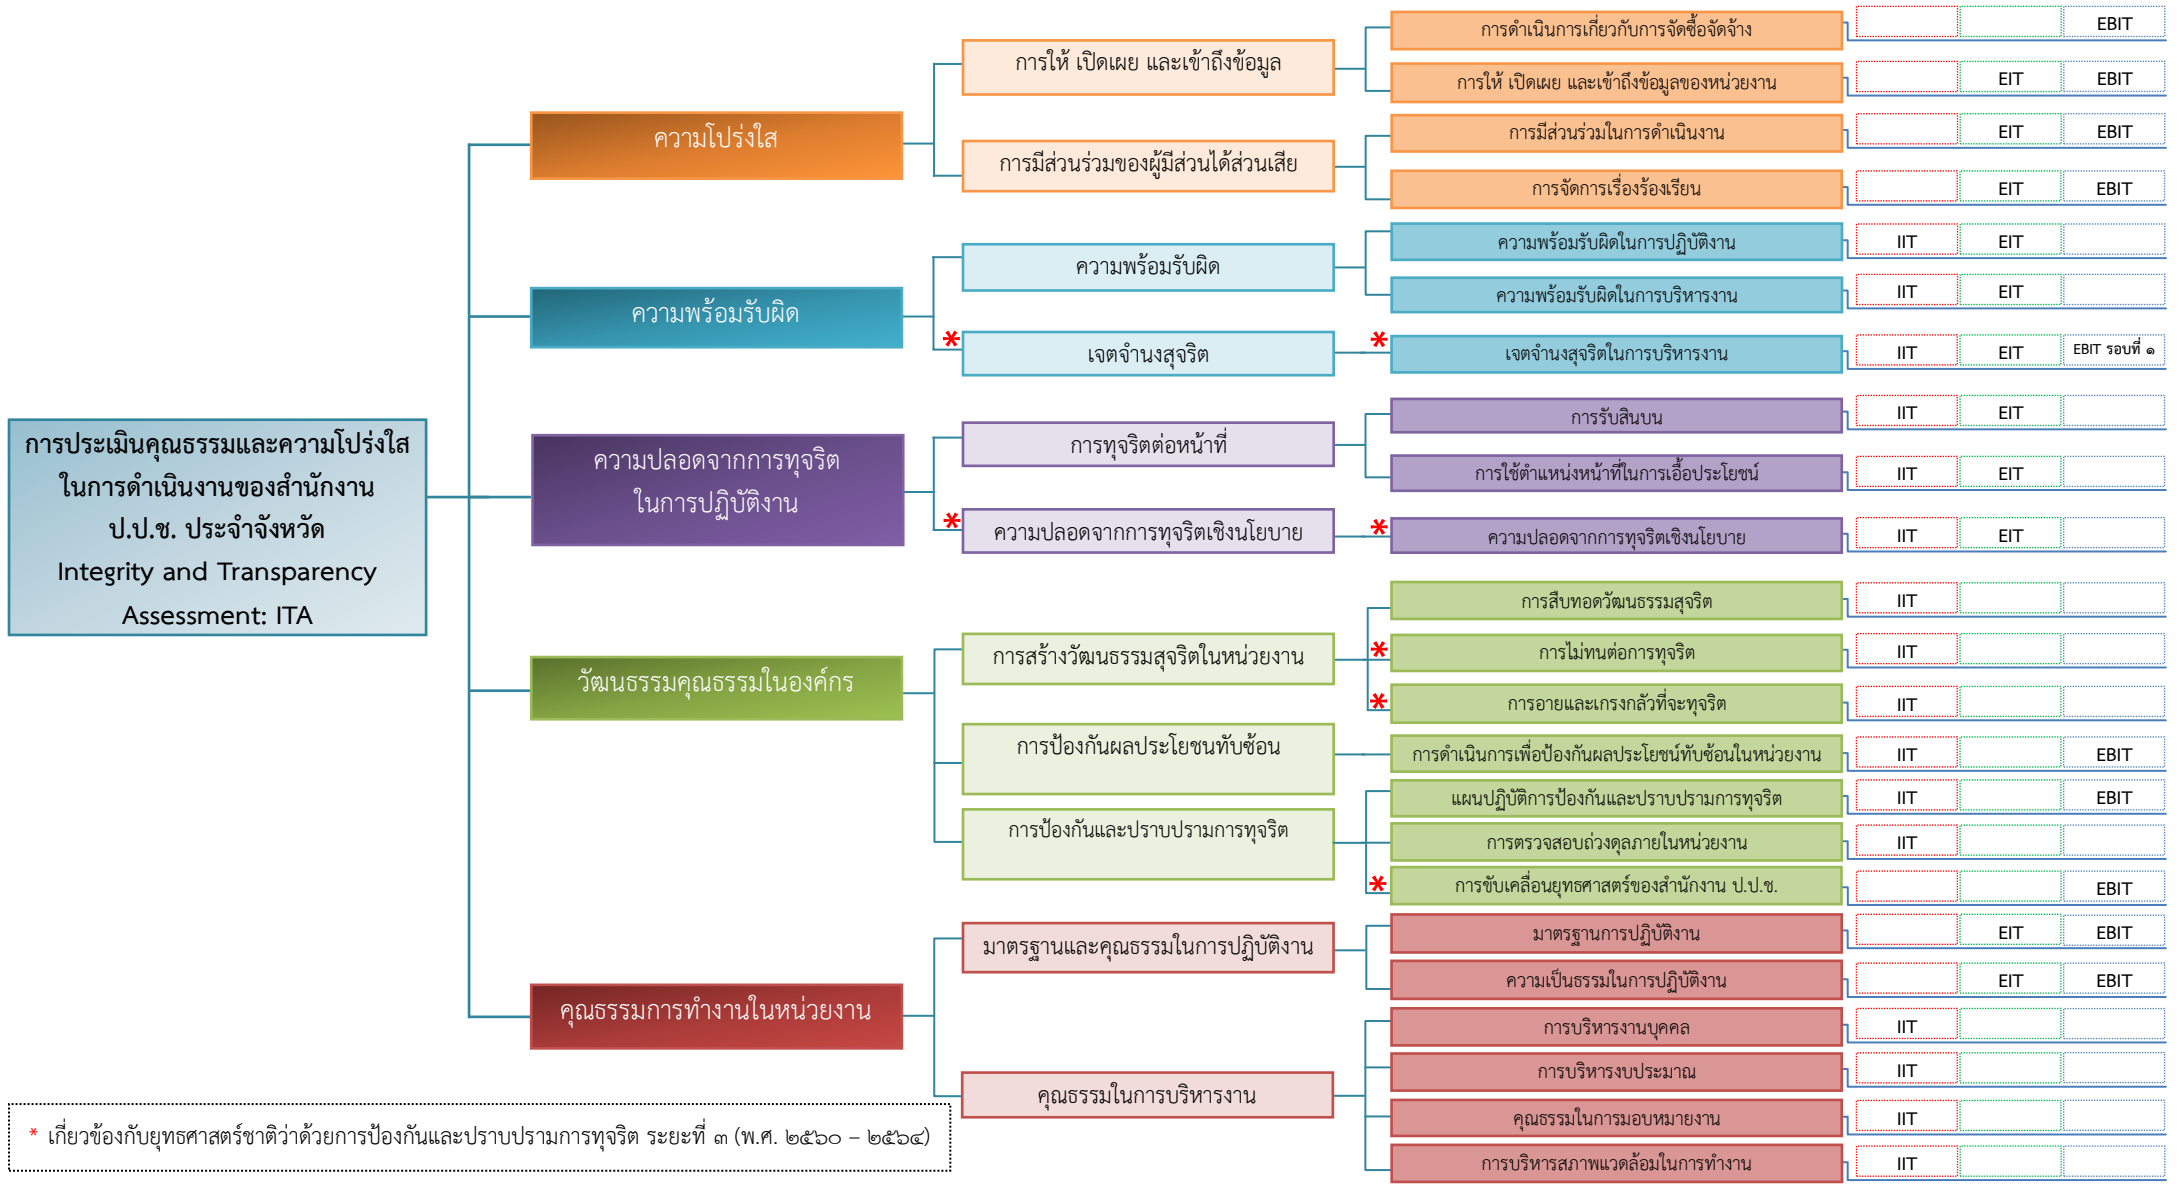 การประเมินคุณธรรมและความโปร่งใส
ในการดำเนินงานของสำนักงาน
ป.ป.ช. ประจำจังหวัด
Integrity and Transparency
Assessment: ITA
ความโปร่งใส
การให้ เปิดเผย และเข้าถึงข้อมูล
การดำเนินการเกี่ยวกับการจัดซื้อจัดจ้าง
EBIT
การให้ เปิดเผย และเข้าถึงข้อมูลของหน่วยงาน
EIT EBIT
การมีส่วนร่วมของผู้มีส่วนได้ส่วนเสีย
การมีส่วนร่วมในการดำเนินงาน
EIT EBIT
การจัดการเรื่องร้องเรียน
EIT EBIT
ความพร้อมรับผิด
ความพร้อมรับผิด
ความพร้อมรับผิดในการปฏิบัติงาน
IIT EIT
ความพร้อมรับผิดในการบริหารงาน
IIT EIT
* เจตจำนงสุจริต
* เจตจำนงสุจริตในการบริหารงาน
IIT EIT EBIT รอบที่ ๑
ความปลอดจากการทุจริต
ในการปฏิบัติงาน
การทุจริตต่อหน้าที่
การรับสินบน
IIT EIT
การใช้ตำแหน่งหน้าที่ในการเอื้อประโยชน์
IIT EIT
* ความปลอดจากการทุจริตเชิงนโยบาย
* ความปลอดจากการทุจริตเชิงนโยบาย
IIT EIT
วัฒนธรรมคุณธรรมในองค์กร
การสร้างวัฒนธรรมสุจริตในหน่วยงาน
การสืบทอดวัฒนธรรมสุจริต
IIT
* การไม่ทนต่อการทุจริต
IIT
* การอายและเกรงกลัวที่จะทุจริต
IIT
การป้องกันผลประโยชนทับซ้อน
การดำเนินการเพื่อป้องกันผลประโยชน์ทับซ้อนในหน่วยงาน
IIT EBIT
การป้องกันและปราบปรามการทุจริต
แผนปฏิบัติการป้องกันและปราบปรามการทุจริต
IIT EBIT
การตรวจสอบถ่วงดุลภายในหน่วยงาน
IIT
* การขับเคลื่อนยุทธศาสตร์ของสำนักงาน ป.ป.ช.
EBIT
คุณธรรมการทำงานในหน่วยงาน
มาตรฐานและคุณธรรมในการปฏิบัติงาน
มาตรฐานการปฏิบัติงาน
EIT EBIT
ความเป็นธรรมในการปฏิบัติงาน
EIT EBIT
คุณธรรมในการบริหารงาน
การบริหารงานบุคคล
IIT
การบริหารงบประมาณ
IIT
คุณธรรมในการมอบหมายงาน
IIT
การบริหารสภาพแวดล้อมในการทำงาน
IIT
* เกี่ยวข้องกับยุทธศาสตร์ชาติว่าด้วยการป้องกันและปราบปรามการทุจริต ระยะที่ ๓ (พ.ศ. ๒๕๖๐ – ๒๕๖๔)